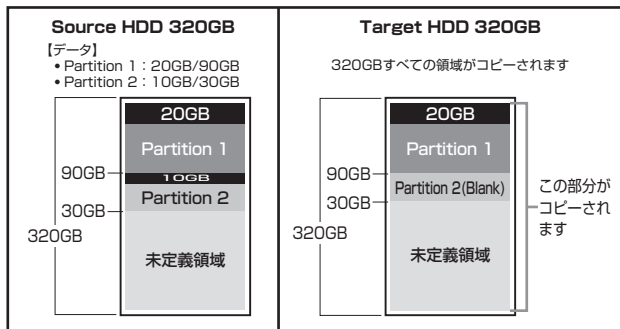 Source HDD 320GB
【データ】
• Partition 1：20GB/90GB
• Partition 2：10GB/30GB
20GB
Partition 1
90GB
10GB
Partition 2
30GB
320GB
未定義領域
Target HDD 320GB
320GBすべての領域がコピーされます
20GB
Partition 1
90GB
Partition 2(Blank)
30GB
320GB
未定義領域
この部分が
コピーされ
ます